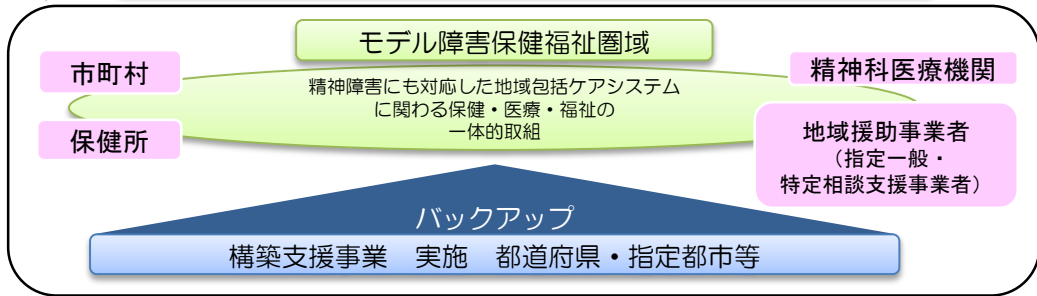 モデル障害保健福祉圏域
市町村
精神科医療機関
精神障害にも対応した地域包括ケアシステム
に関わる保健・医療・福祉の
一体的取組
保健所
地域援助事業者
（指定一般・
特定相談支援事業者）
バックアップ
構築支援事業　実施　都道府県・指定都市等